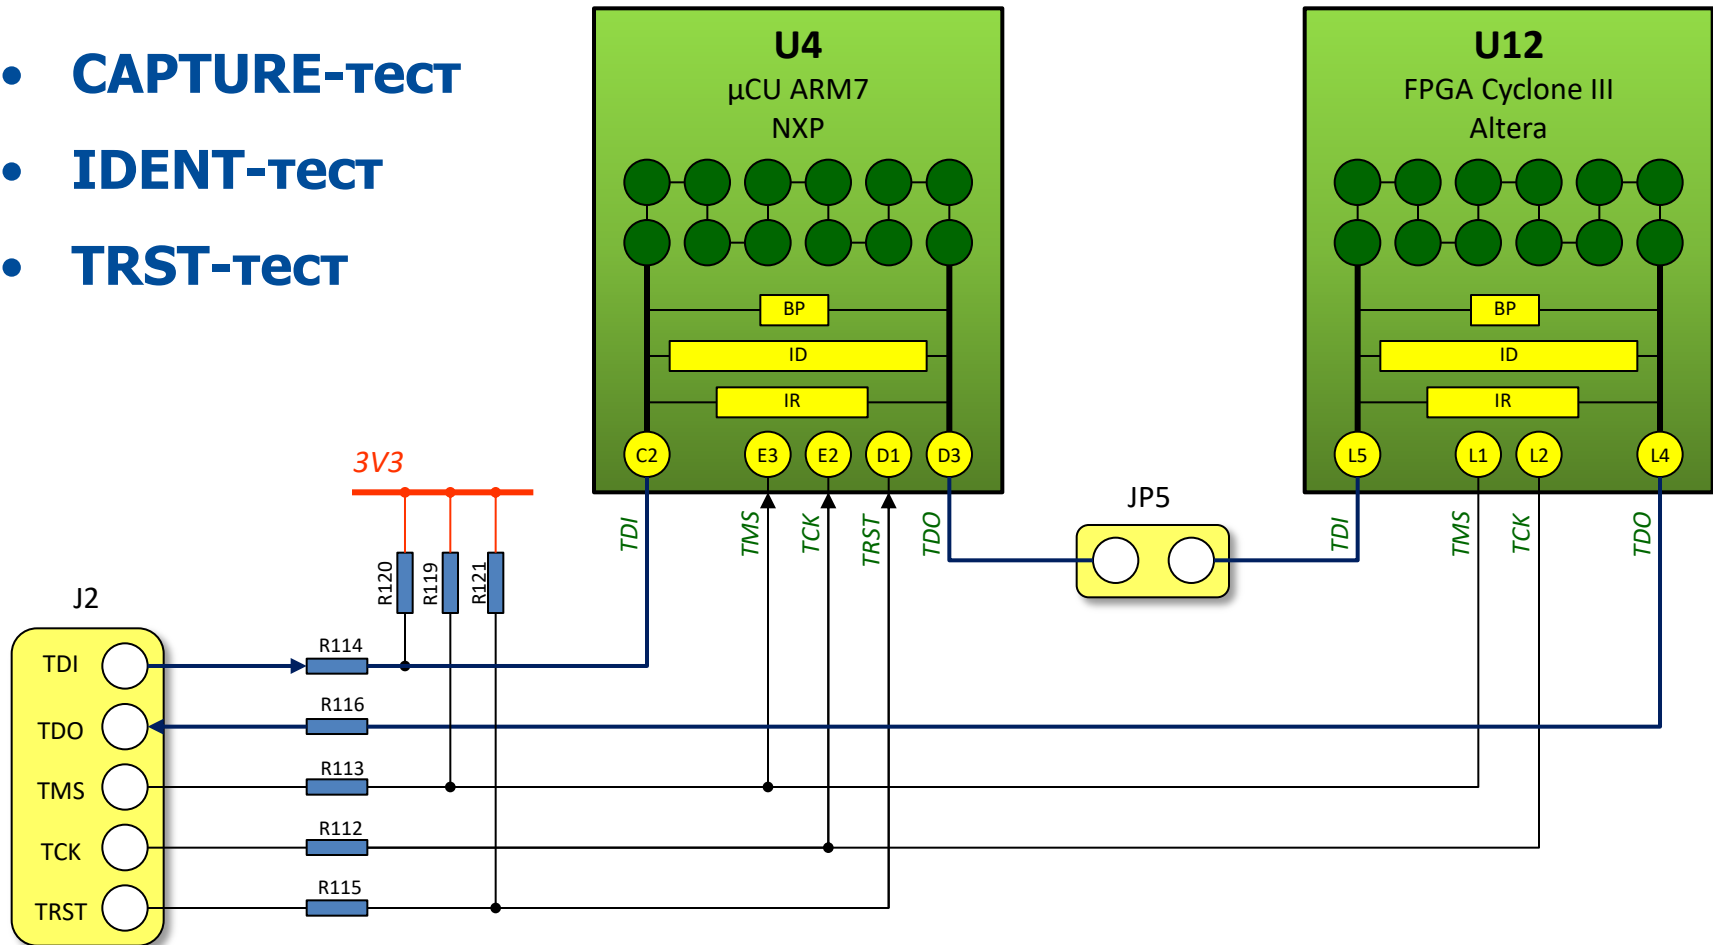 • CAPTURE-тест
• IDENT-тест
• TRST-тест
U4
µCU ARM7
NXP
BP
ID
IR
C2 E3 E2 D1 D3
TDI TMS TCK TRST TDO
U12
FPGA Cyclone III
Altera
BP
ID
IR
L5 L1 L2 L4
TDI TMS TCK TDO
JP5
3V3
R120 R119 R121
J2
TDI R114
TDO R116
TMS R113
TCK R112
TRST R115